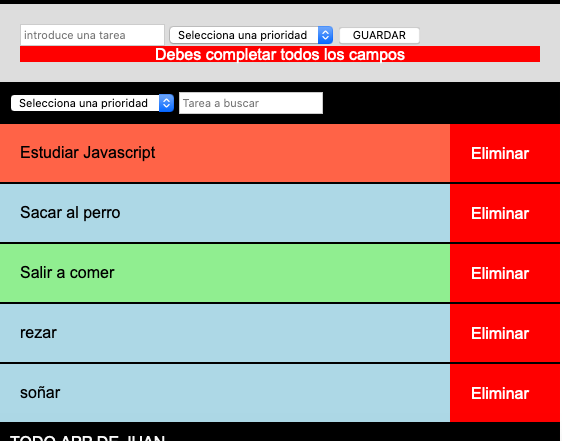 introduce una tarea Selecciona una prioridad GUARDAR
Debes completar todos los campos
Selecciona una prioridad Tarea a buscar
Estudiar Javascript Eliminar
Sacar al perro Eliminar
Salir a comer Eliminar
rezar Eliminar
soñar Eliminar
TODO APP DE JUAN